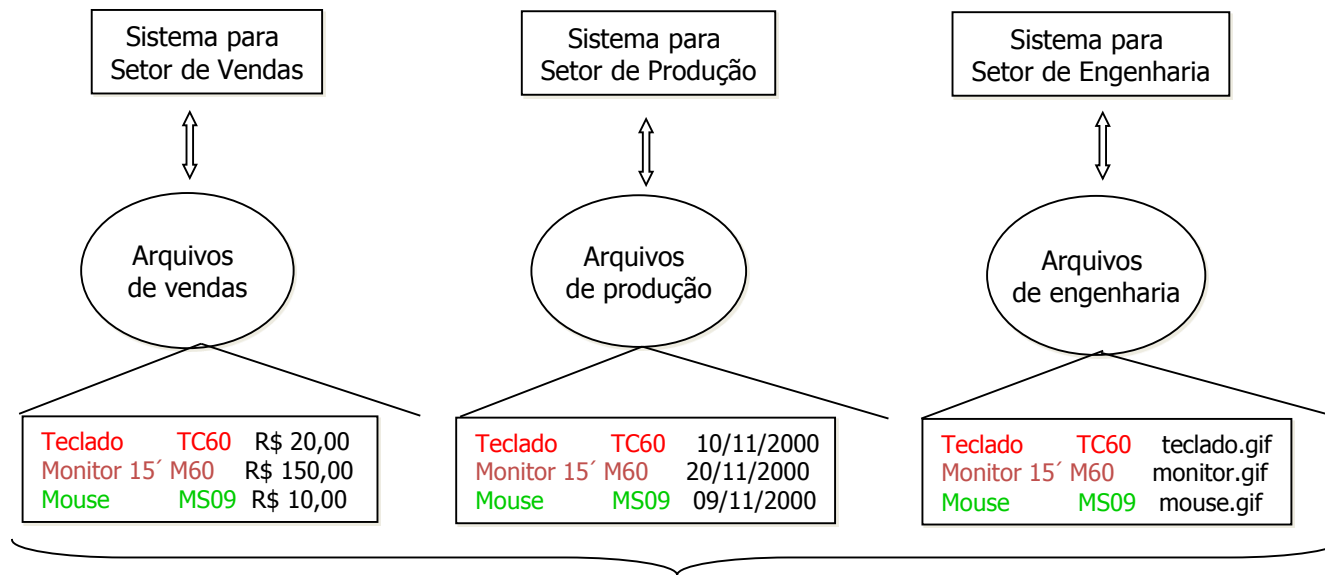 Sistema para
Setor de Vendas
Sistema para
Setor de Produção
Sistema para
Setor de Engenharia
Arquivos
de vendas
Arquivos
de produção
Arquivos
de engenharia
Teclado TC60 R$ 20,00
Monitor 15´ M60 R$ 150,00
Mouse MS09 R$ 10,00
Teclado TC60 10/11/2000
Monitor 15´ M60 20/11/2000
Mouse MS09 09/11/2000
Teclado TC60 teclado.gif
Monitor 15´ M60 monitor.gif
Mouse MS09 mouse.gif